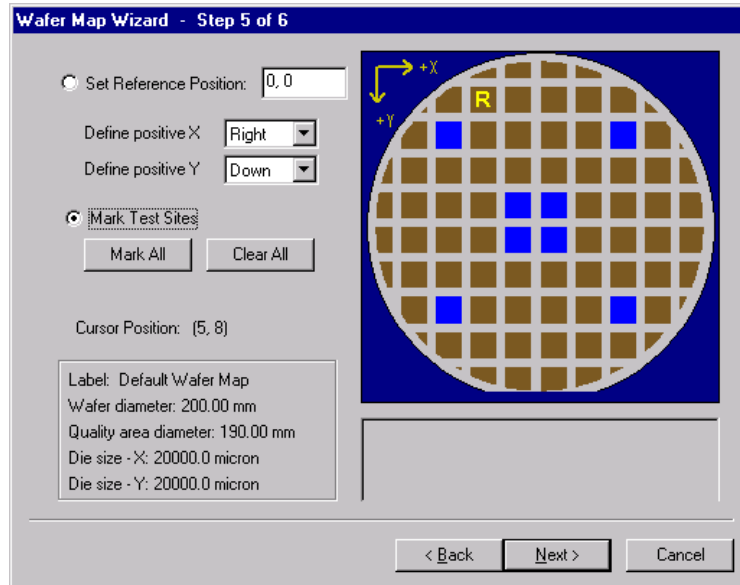 Wafer Map Wizard  -  Step 5 of 6
Set Reference Position: 0, 0
Define positive X Right
Define positive Y Down
Mark Test Sites
Mark All Clear All
Cursor Position: (5, 8)
Label: Default Wafer Map
Wafer diameter: 200.00 mm
Quality area diameter: 190.00 mm
Die size - X: 20000.0 micron
Die size - Y: 20000.0 micron
+X
+Y
R
< Back Next > Cancel